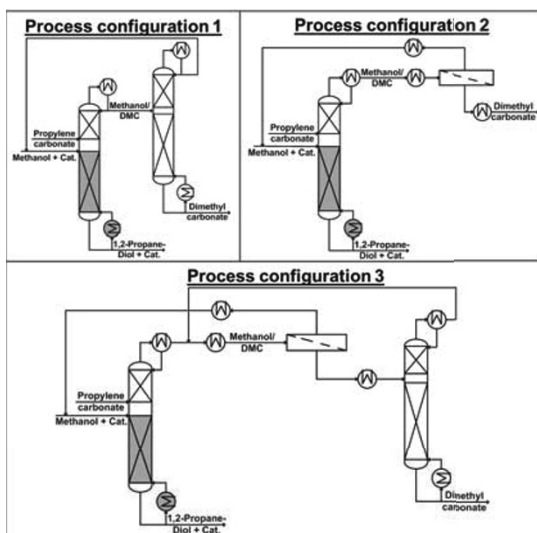 Process configuration 1
Methanol/
DMC
Propylene
carbonate
Methanol + Cat.
Dimethyl
carbonate
1,2-Propane-
Diol + Cat.
Process configuration 2
Methanol/
DMC
Dimethyl
carbonate
Propylene
carbonate
Methanol + Cat.
1,2-Propane-
Diol + Cat.
Process configuration 3
Methanol/
DMC
Propylene
carbonate
Methanol + Cat.
Dimethyl
carbonate
1,2-Propane-
Diol + Cat.